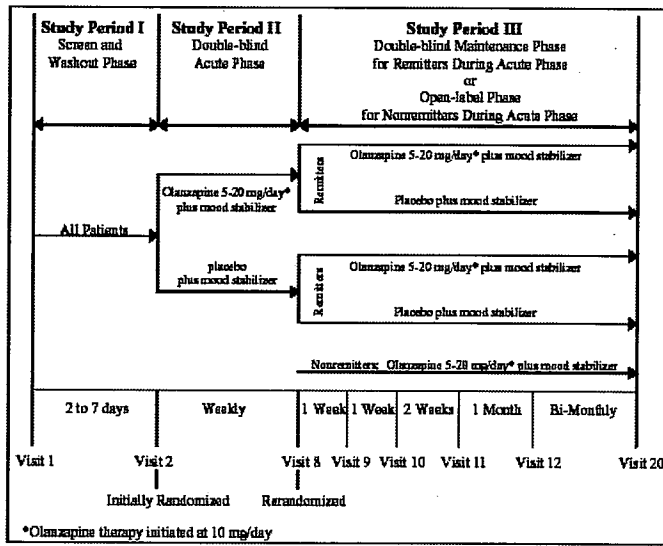 Study Period I
Screen and
Washout Phase
Study Period II
Double-blind
Acute Phase
Study Period III
Double-blind Maintenance Phase
for Remitters During Acute Phase
or
Open-label Phase
for Nonremitters During Acute Phase
Olanzapine 5-20 mg/day* plus mood stabilizer
Remitters
Olanzapine 5-20 mg/day*
plus mood stabilizer
Placebo plus mood stabilizer
All Patients
placebo
plus mood stabilizer
Olanzapine 5-20 mg/day* plus mood stabilizer
Remitters
Placebo plus mood stabilizer
Nonremitters; Olanzapine 5-20 mg/day* plus mood stabilizer
2 to 7 days
Weekly
1 Week
1 Week
2 Weeks
1 Month
Bi-Monthly
Visit 1
Visit 2
Visit 8
Visit 9
Visit 10
Visit 11
Visit 12
Visit 20
Initially Randomized
Rerandomized
*Olanzapine therapy initiated at 10 mg/day